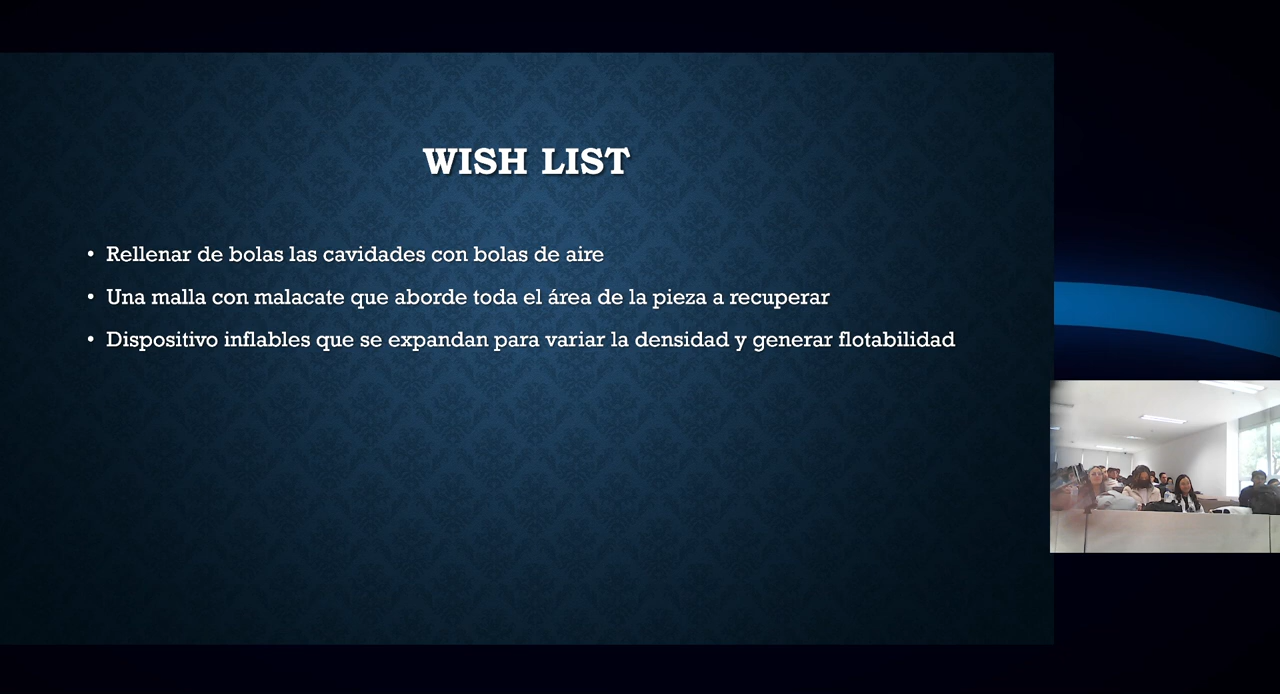 WISH LIST
• Rellenar de bolas las cavidades con bolas de aire
• Una malla con malacate que aborde toda el área de la pieza a recuperar
• Dispositivo inflables que se expandan para variar la densidad y generar flotabilidad